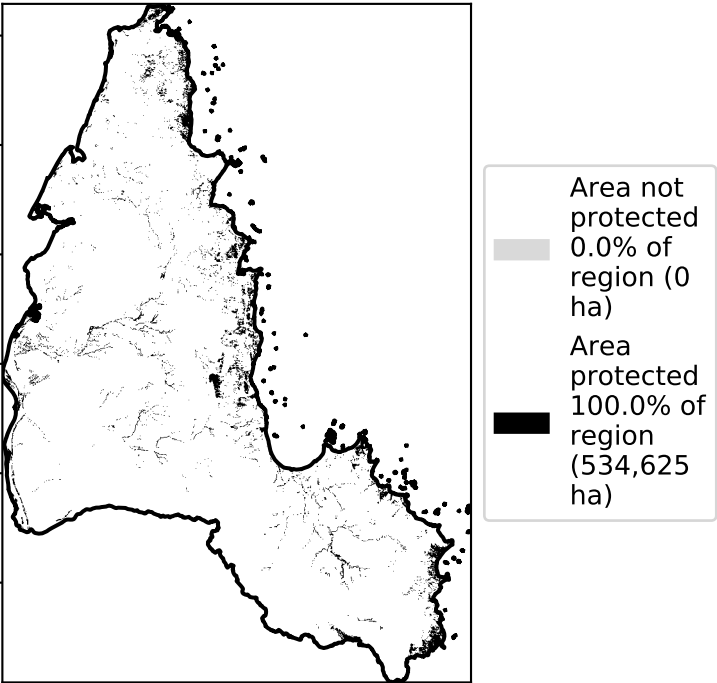 Area not
protected
0.0% of
region (0
ha)
Area
protected
100.0% of
region
(534,625
ha)